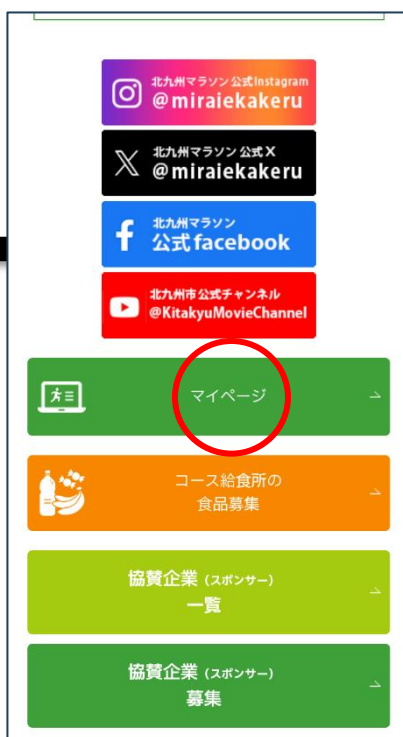 北九州マラソン公式Instagram
@miraiekakeru
北九州マラソン公式X
@miraiekakeru
北九州マラソン
公式facebook
北九州市公式チャンネル
@KitakyuMovieChannel
マイページ
コース給食所の
食品募集
協賛企業（スポンサー）
一覧
協賛企業（スポンサー）
募集